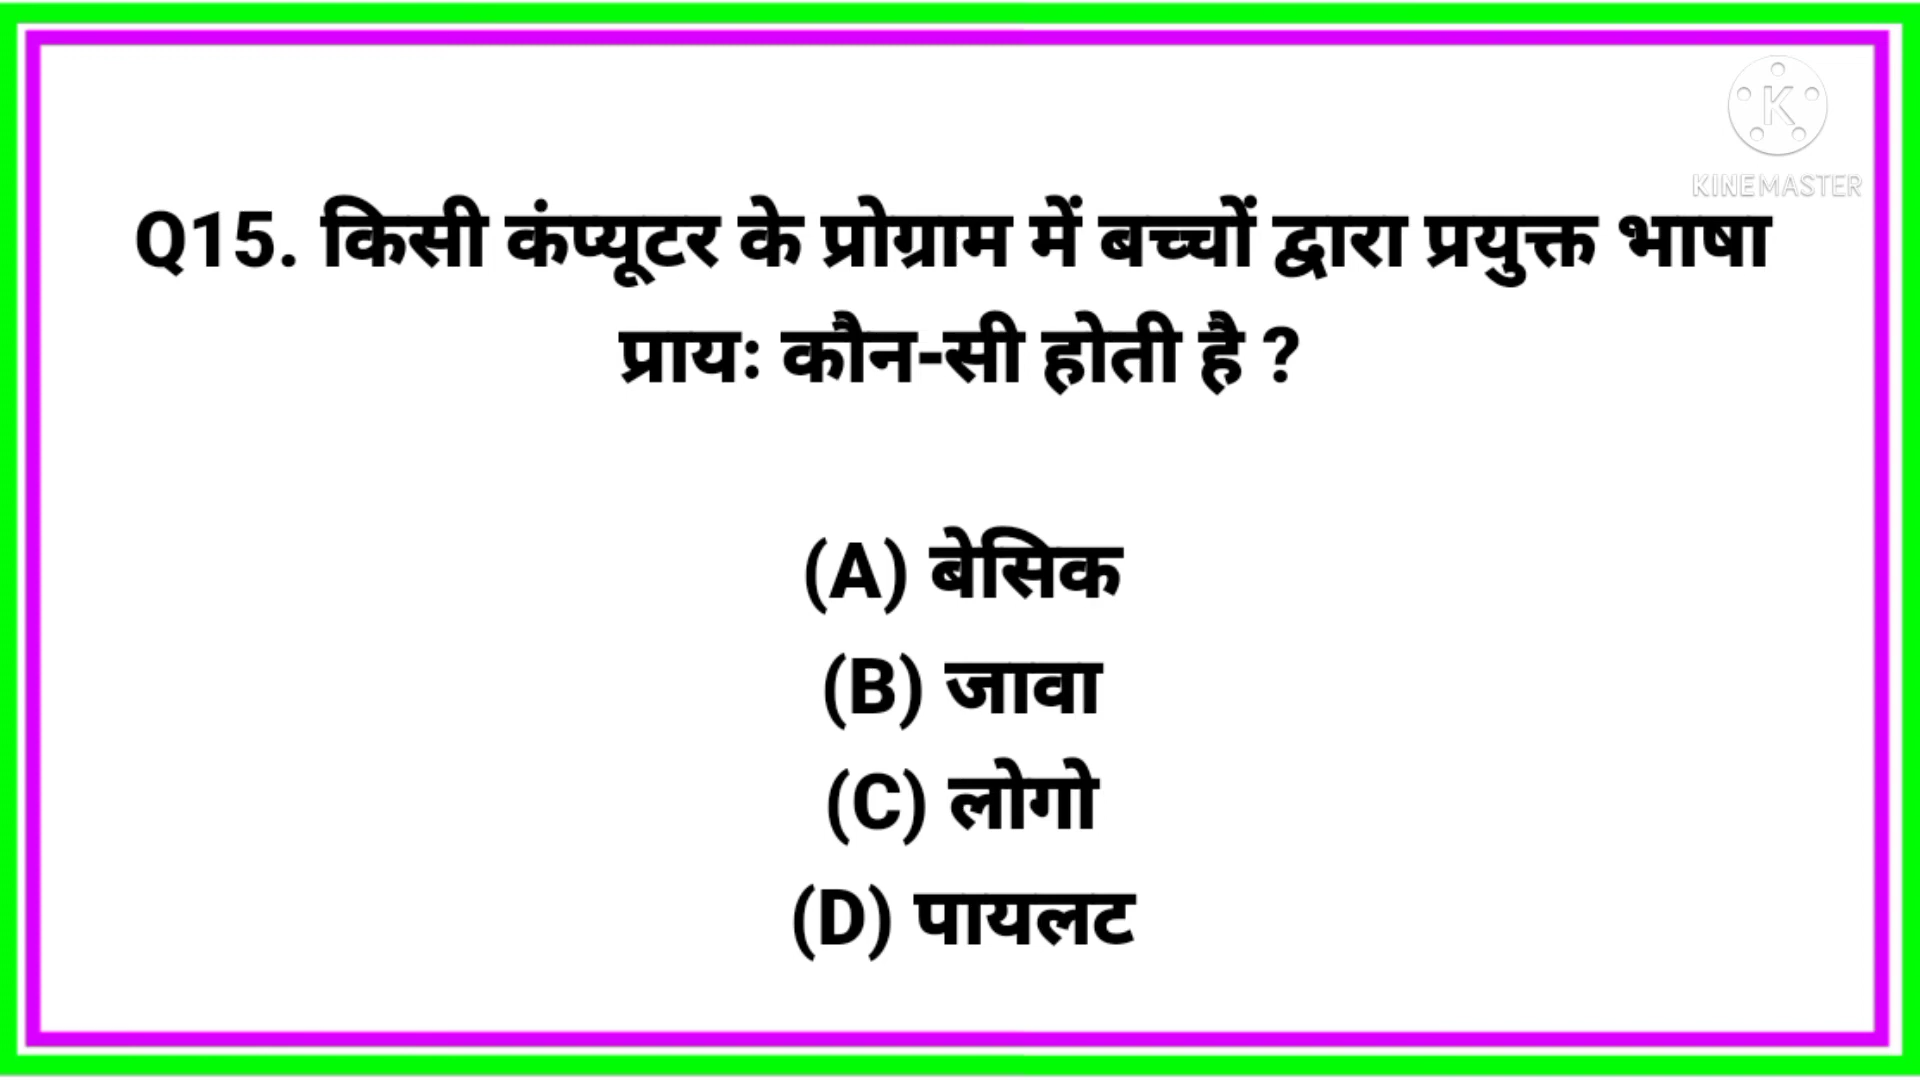 K
KINEMASTER
Q15. किसी कंप्यूटर के प्रोग्राम में बच्चों द्वारा प्रयुक्त भाषा
प्रायः कौन-सी होती है ?
(A) बेसिक
(B) जावा
(C) लोगो
(D) पायलट